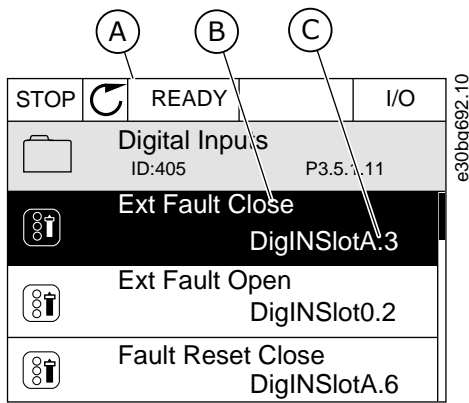 A B C
STOP READY I/O
Digital Inputs
ID:405 P3.5.1.11
Ext Fault Close
DigINSlotA.3
Ext Fault Open
DigINSlot0.2
Fault Reset Close
DigINSlotA.6
e30bg692.10